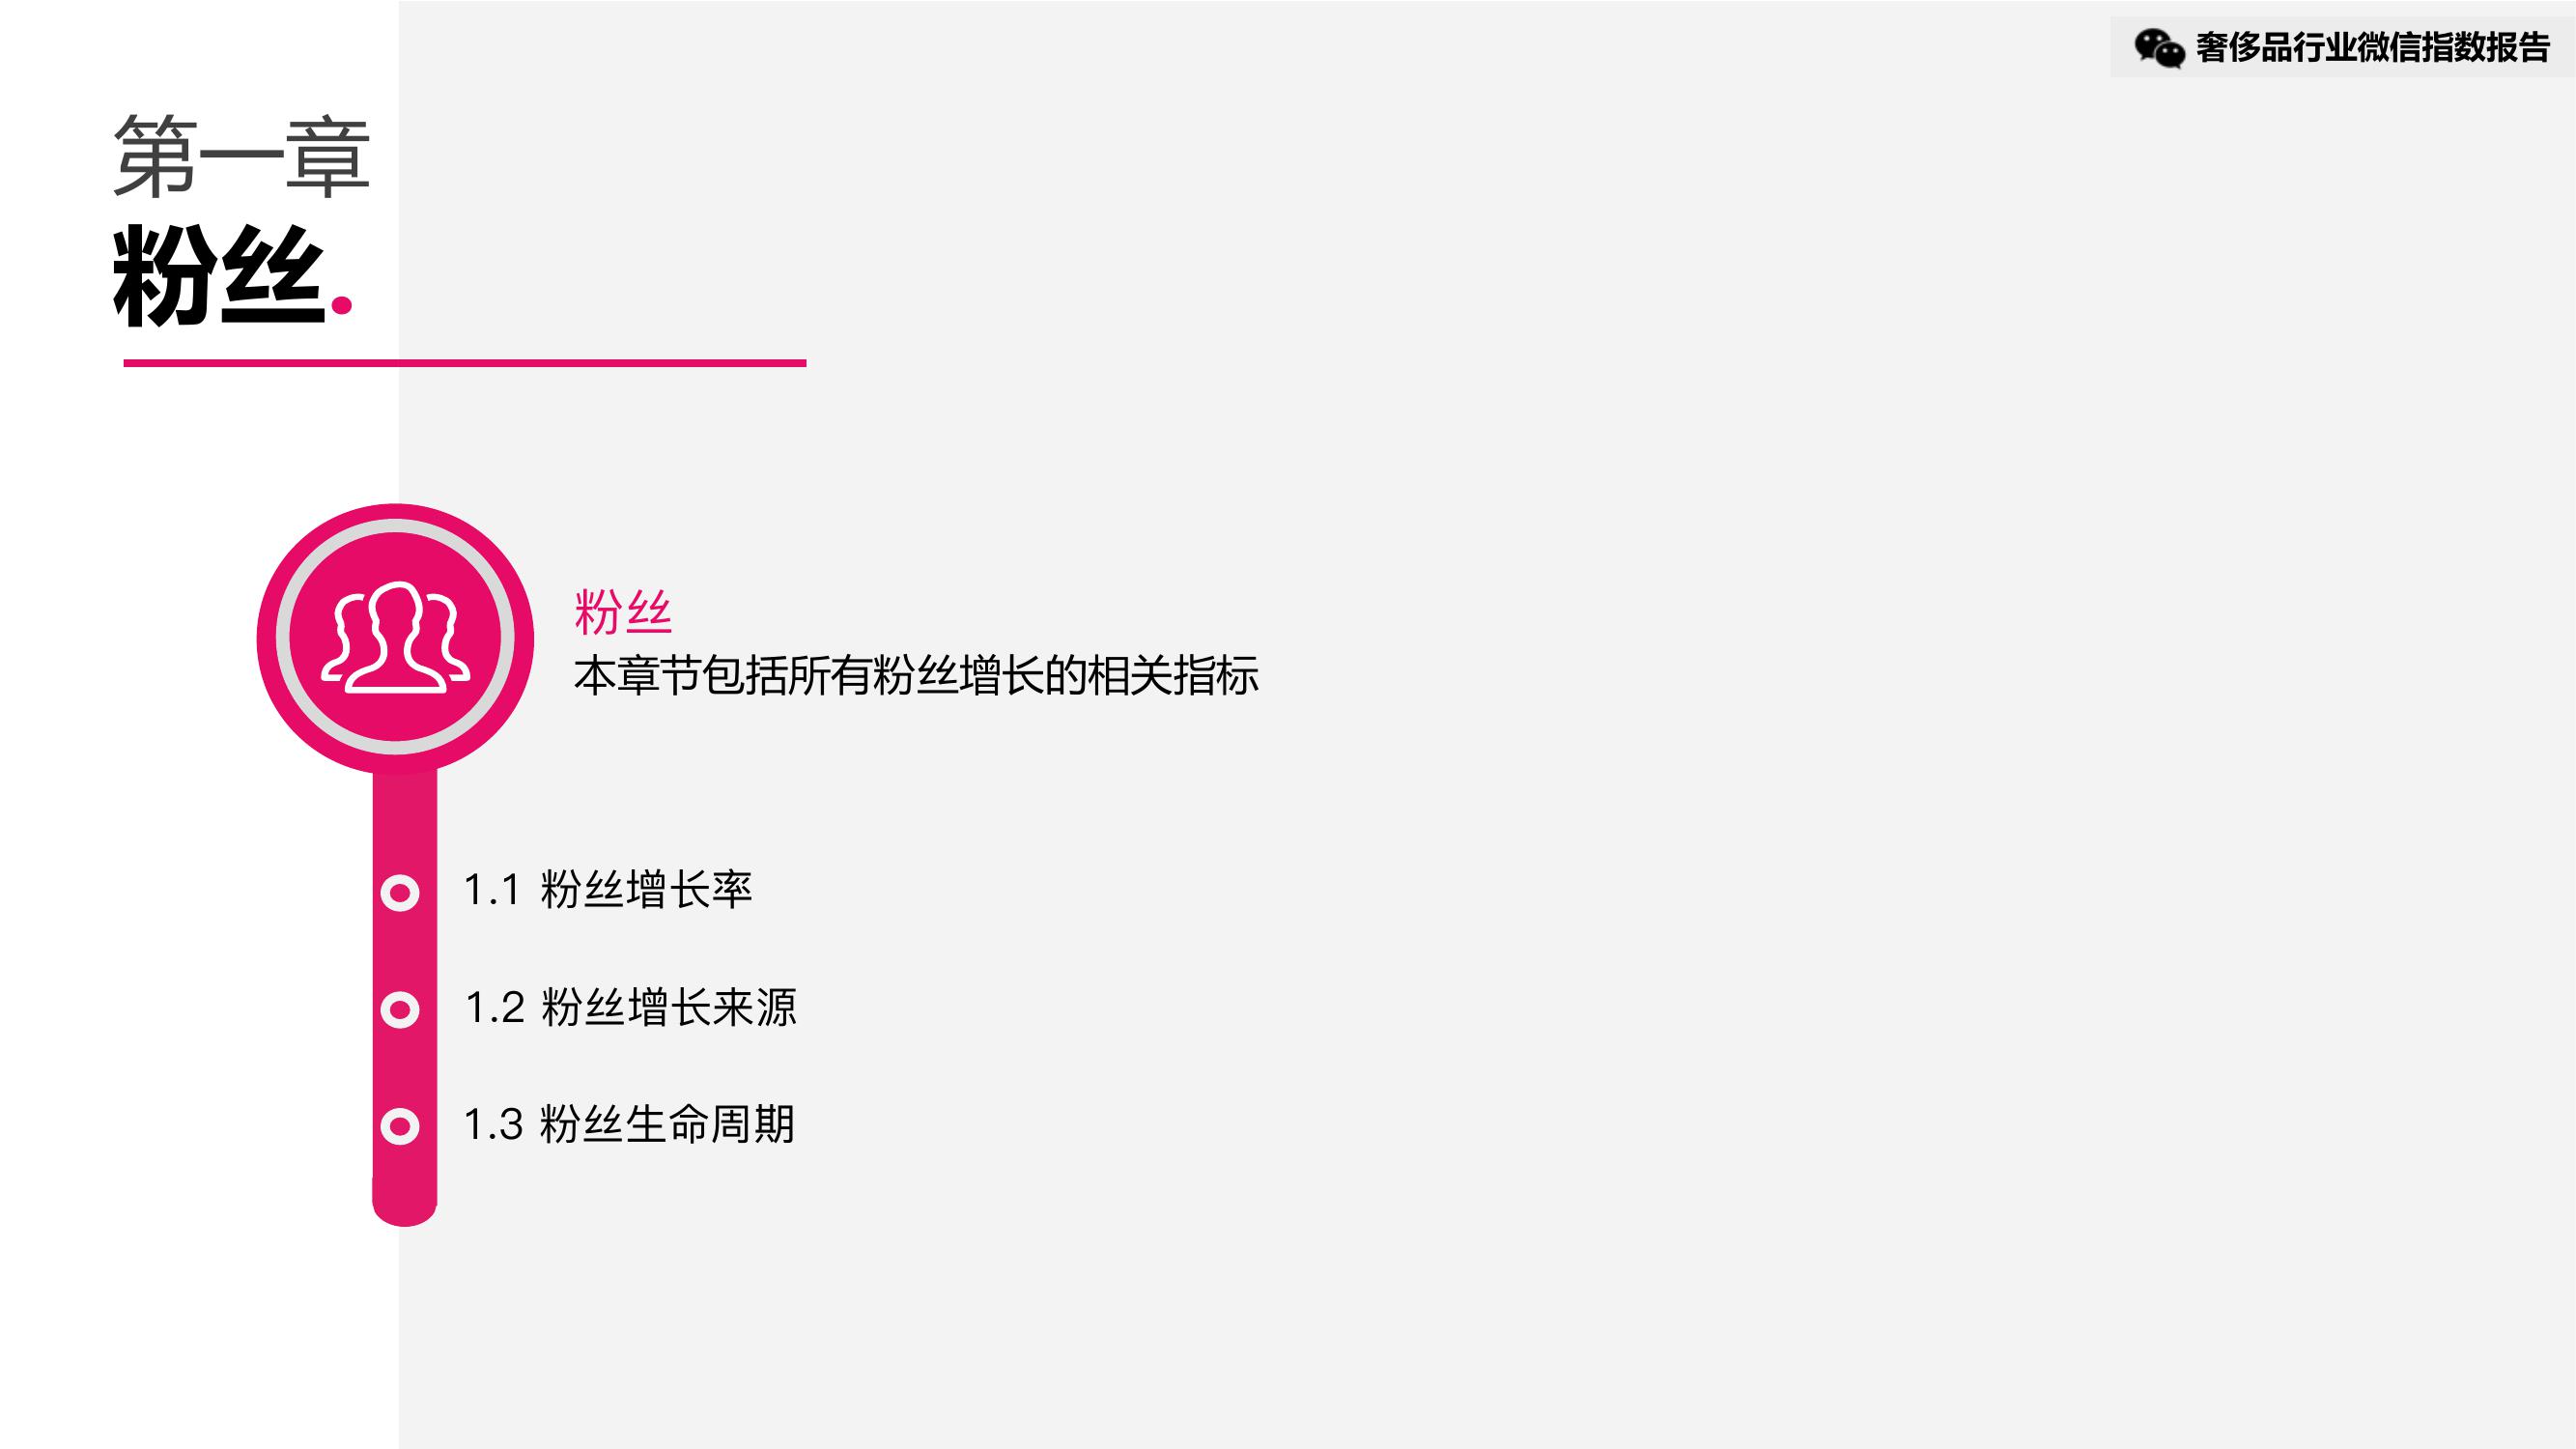 奢侈品行业微信指数报告
第一章
粉丝.
粉丝
本章节包括所有粉丝增长的相关指标
1.1 粉丝增长率
1.2 粉丝增长来源
1.3 粉丝生命周期